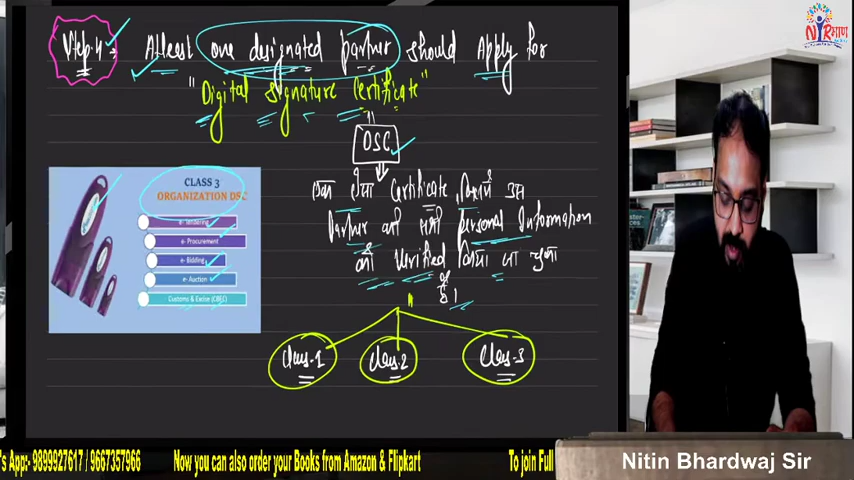 Step-4 → Atleast one designated partner should Apply for
"Digital Signature Certificate"
DSC
एक ऐसा Certificate, जिसमें उस
Partner की सभी Personal Information
को Verified किया जा चुका
है।
CLASS 3
ORGANIZATION DSC
e- Tendering
e- Procurement
e- Bidding
e- Auction
Customs & Excise (CBEC)
Class-1 Class-2 Class-3
NIRमाण
's App:- 9899927617 / 9667357966 Now you can also order your Books from Amazon & Flipkart To join Full
Nitin Bhardwaj Sir